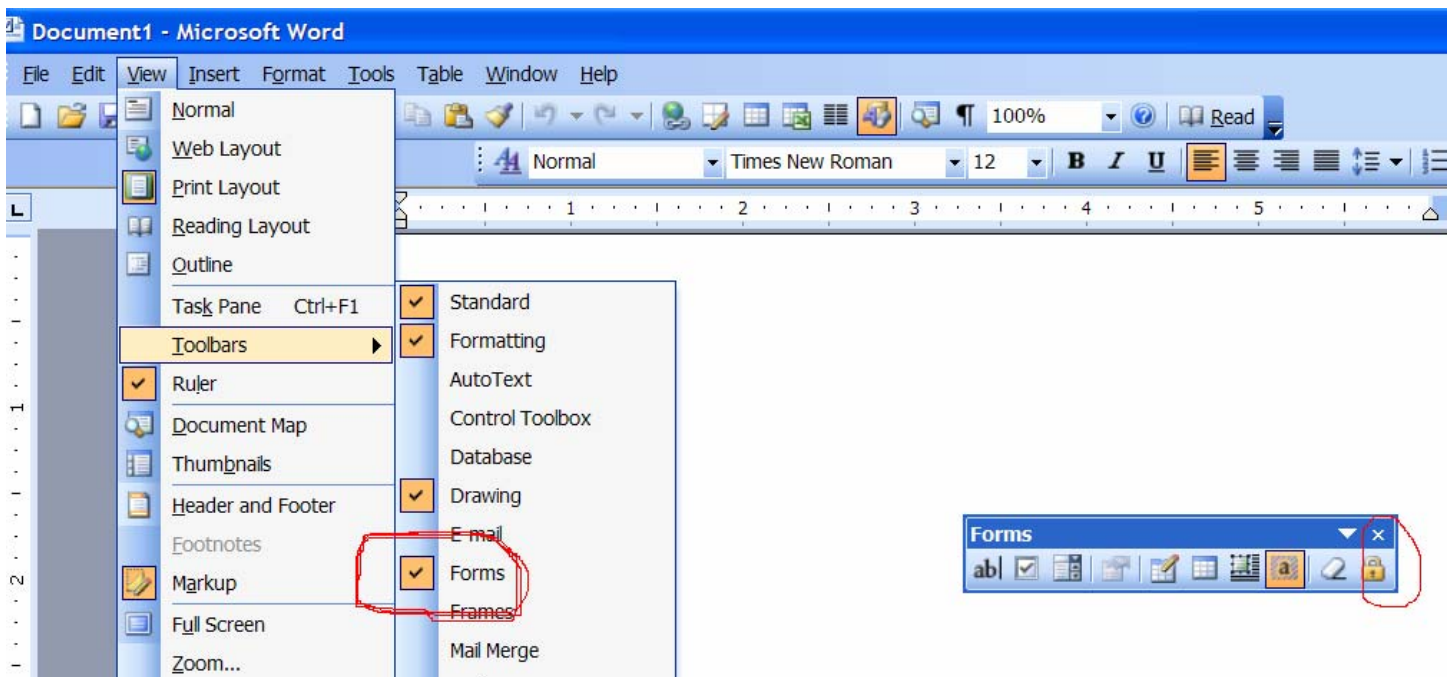 Document1 - Microsoft Word
File Edit View Insert Format Tools Table Window Help
100% Read
Normal Times New Roman 12 B I U
L 1 2 3 4 5
Normal
Web Layout
Print Layout
Reading Layout
Outline
Task Pane Ctrl+F1
Toolbars
Ruler
Document Map
Thumbnails
Header and Footer
Footnotes
Markup
Full Screen
Zoom...
Standard
Formatting
AutoText
Control Toolbox
Database
Drawing
E-mail
Forms
Frames
Mail Merge
Forms
ab| a
1
2